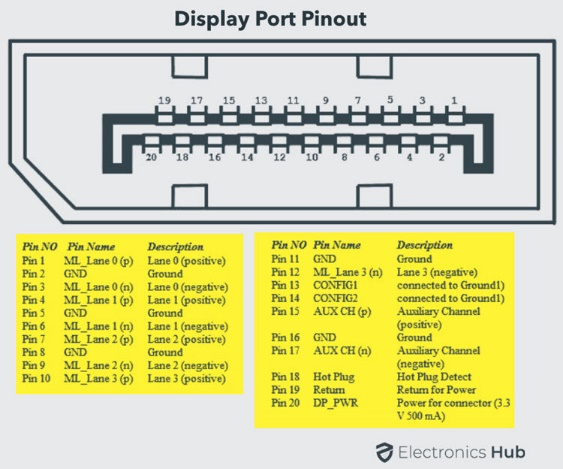 Display Port Pinout
19 17 15 13 11 9 7 5 3 1
20 18 16 14 12 10 8 6 4 2
Pin NO Pin Name Description
Pin 1 ML_Lane 0 (p) Lane 0 (positive)
Pin 2 GND Ground
Pin 3 ML_Lane 0 (n) Lane 0 (negative)
Pin 4 ML_Lane 1 (p) Lane 1 (positive)
Pin 5 GND Ground
Pin 6 ML_Lane 1 (n) Lane 1 (negative)
Pin 7 ML_Lane 2 (p) Lane 2 (positive)
Pin 8 GND Ground
Pin 9 ML_Lane 2 (n) Lane 2 (negative)
Pin 10 ML_Lane 3 (p) Lane 3 (positive)
Pin NO Pin Name Description
Pin 11 GND Ground
Pin 12 ML_Lane 3 (n) Lane 3 (negative)
Pin 13 CONFIG1 connected to Ground1)
Pin 14 CONFIG2 connected to Ground1)
Pin 15 AUX CH (p) Auxiliary Channel
(positive)
Pin 16 GND Ground
Pin 17 AUX CH (n) Auxiliary Channel
(negative)
Pin 18 Hot Plug Hot Plug Detect
Pin 19 Return Return for Power
Pin 20 DP_PWR Power for connector (3.3
V 500 mA)
Electronics Hub